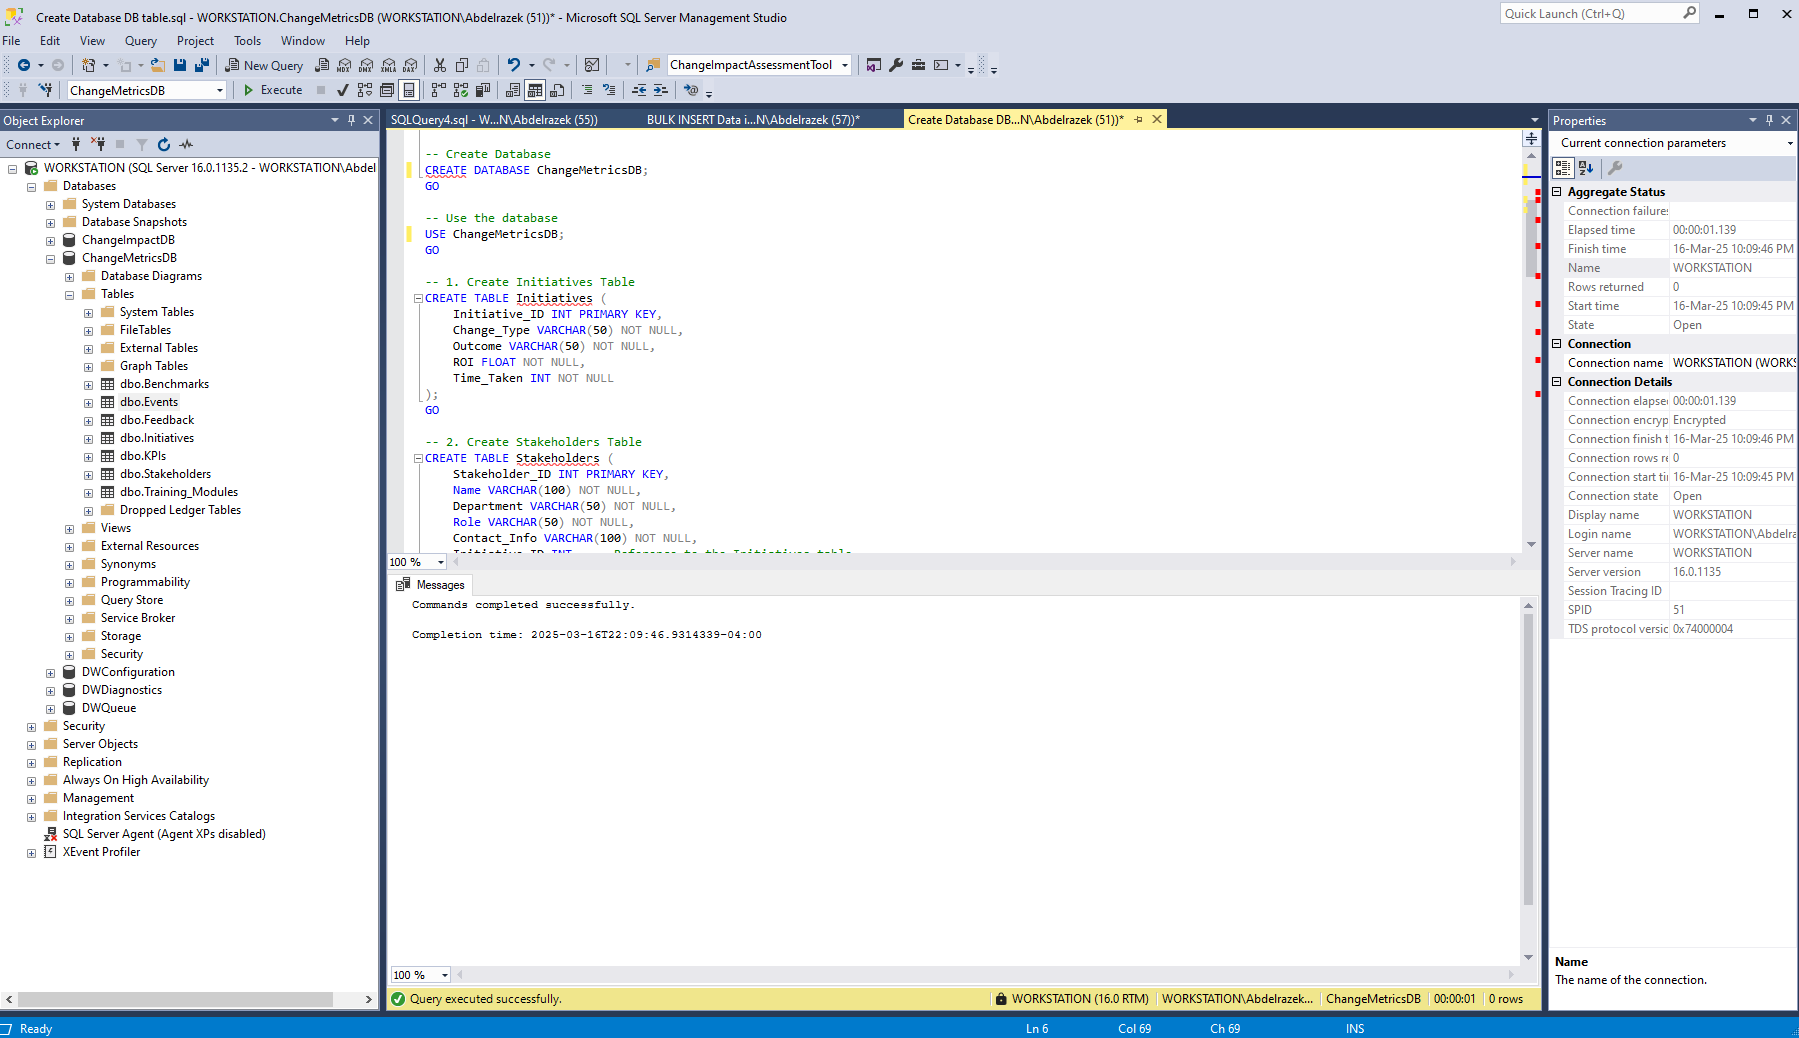 Create Database DB table.sql - WORKSTATION.ChangeMetricsDB (WORKSTATION\Abdelrazek (51))* - Microsoft SQL Server Management Studio
Quick Launch (Ctrl+Q)
File Edit View Query Project Tools Window Help
New Query
MDX DMX XMLA DAX
ChangeImpactAssessmentTool
ChangeMetricsDB
Execute
Object Explorer
Connect
WORKSTATION (SQL Server 16.0.1135.2 - WORKSTATION\Abdel
Databases
System Databases
Database Snapshots
ChangeImpactDB
ChangeMetricsDB
Database Diagrams
Tables
System Tables
FileTables
External Tables
Graph Tables
dbo.Benchmarks
dbo.Events
dbo.Feedback
dbo.Initiatives
dbo.KPIs
dbo.Stakeholders
dbo.Training_Modules
Dropped Ledger Tables
Views
External Resources
Synonyms
Programmability
Query Store
Service Broker
Storage
Security
DWConfiguration
DWDiagnostics
DWQueue
Security
Server Objects
Replication
Always On High Availability
Management
Integration Services Catalogs
SQL Server Agent (Agent XPs disabled)
XEvent Profiler
SQLQuery4.sql - W...N\Abdelrazek (55))
BULK INSERT Data i...N\Abdelrazek (57))*
Create Database DB...N\Abdelrazek (51))*
-- Create Database
CREATE DATABASE ChangeMetricsDB;
GO
-- Use the database
USE ChangeMetricsDB;
GO
-- 1. Create Initiatives Table
CREATE TABLE Initiatives (
Initiative_ID INT PRIMARY KEY,
Change_Type VARCHAR(50) NOT NULL,
Outcome VARCHAR(50) NOT NULL,
ROI FLOAT NOT NULL,
Time_Taken INT NOT NULL
);
GO
-- 2. Create Stakeholders Table
CREATE TABLE Stakeholders (
Stakeholder_ID INT PRIMARY KEY,
Name VARCHAR(100) NOT NULL,
Department VARCHAR(50) NOT NULL,
Role VARCHAR(50) NOT NULL,
Contact_Info VARCHAR(100) NOT NULL,
Initiative_ID INT, -- Reference to the Initiatives table
100 %
Messages
Commands completed successfully.
Completion time: 2025-03-16T22:09:46.9314339-04:00
100 %
Query executed successfully.
WORKSTATION (16.0 RTM)
WORKSTATION\Abdelrazek...
ChangeMetricsDB
00:00:01
0 rows
Properties
Current connection parameters
Aggregate Status
Connection failures
Elapsed time 00:00:01.139
Finish time 16-Mar-25 10:09:46 PM
Name WORKSTATION
Rows returned 0
Start time 16-Mar-25 10:09:45 PM
State Open
Connection
Connection name WORKSTATION (WORKS
Connection Details
Connection elapse 00:00:01.139
Connection encryp Encrypted
Connection finish t 16-Mar-25 10:09:46 PM
Connection rows re 0
Connection start ti 16-Mar-25 10:09:45 PM
Connection state Open
Display name WORKSTATION
Login name WORKSTATION\Abdelra
Server name WORKSTATION
Server version 16.0.1135
Session Tracing ID
SPID 51
TDS protocol versic 0x74000004
Name
The name of the connection.
Ready
Ln 6
Col 69
Ch 69
INS